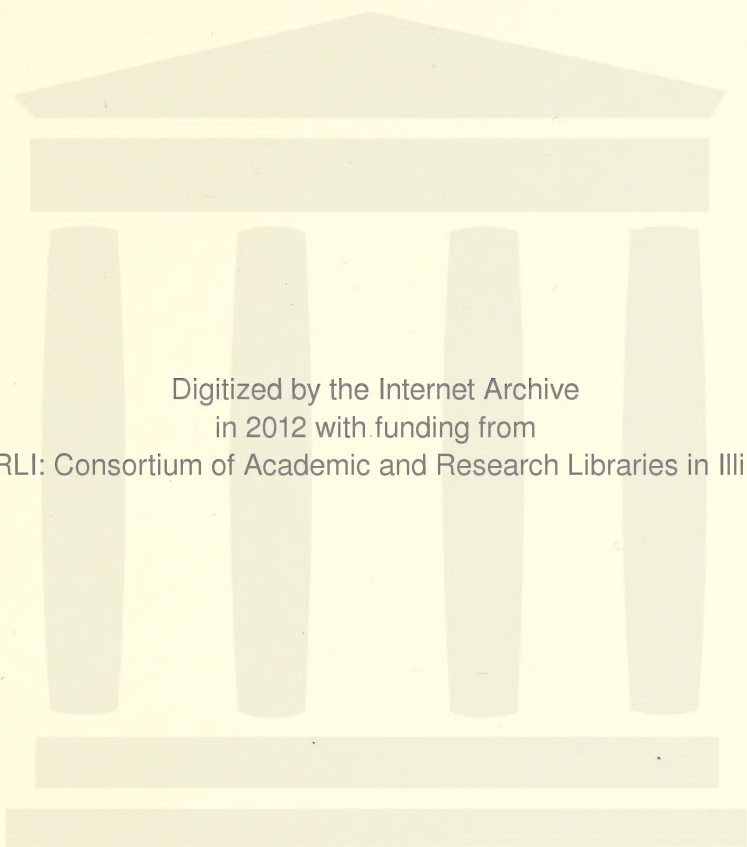 Digitized by the Internet Archive
in 2012 with funding from
RLI: Consortium of Academic and Research Libraries in Illi